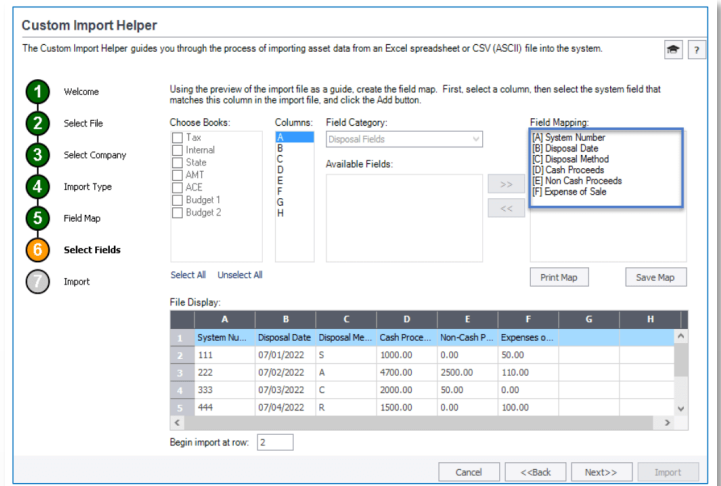 Custom Import Helper
The Custom Import Helper guides you through the process of importing asset data from an Excel spreadsheet or CSV (ASCII) file into the system.
?
1 Welcome
2 Select File
3 Select Company
4 Import Type
5 Field Map
6 Select Fields
7 Import
Using the preview of the import file as a guide, create the field map. First, select a column, then select the system field that
matches this column in the import file, and click the Add button.
Choose Books:
Tax
Internal
State
AMT
ACE
Budget 1
Budget 2
Columns:
A
B
C
D
E
F
G
H
Field Category:
Disposal Fields
Available Fields:
>>
<<
Field Mapping:
[A] System Number
[B] Disposal Date
[C] Disposal Method
[D] Cash Proceeds
[E] Non Cash Proceeds
[F] Expense of Sale
Select All Unselect All
Print Map Save Map
File Display:
A B C D E F G H
1 System Nu... Disposal Date Disposal Me... Cash Proce... Non-Cash P... Expenses o...
2 111 07/01/2022 S 1000.00 0.00 50.00
3 222 07/02/2022 A 4700.00 2500.00 110.00
4 333 07/03/2022 C 2000.00 50.00 0.00
5 444 07/04/2022 R 1500.00 0.00 100.00
Begin import at row: 2
Cancel <<Back Next>> Import